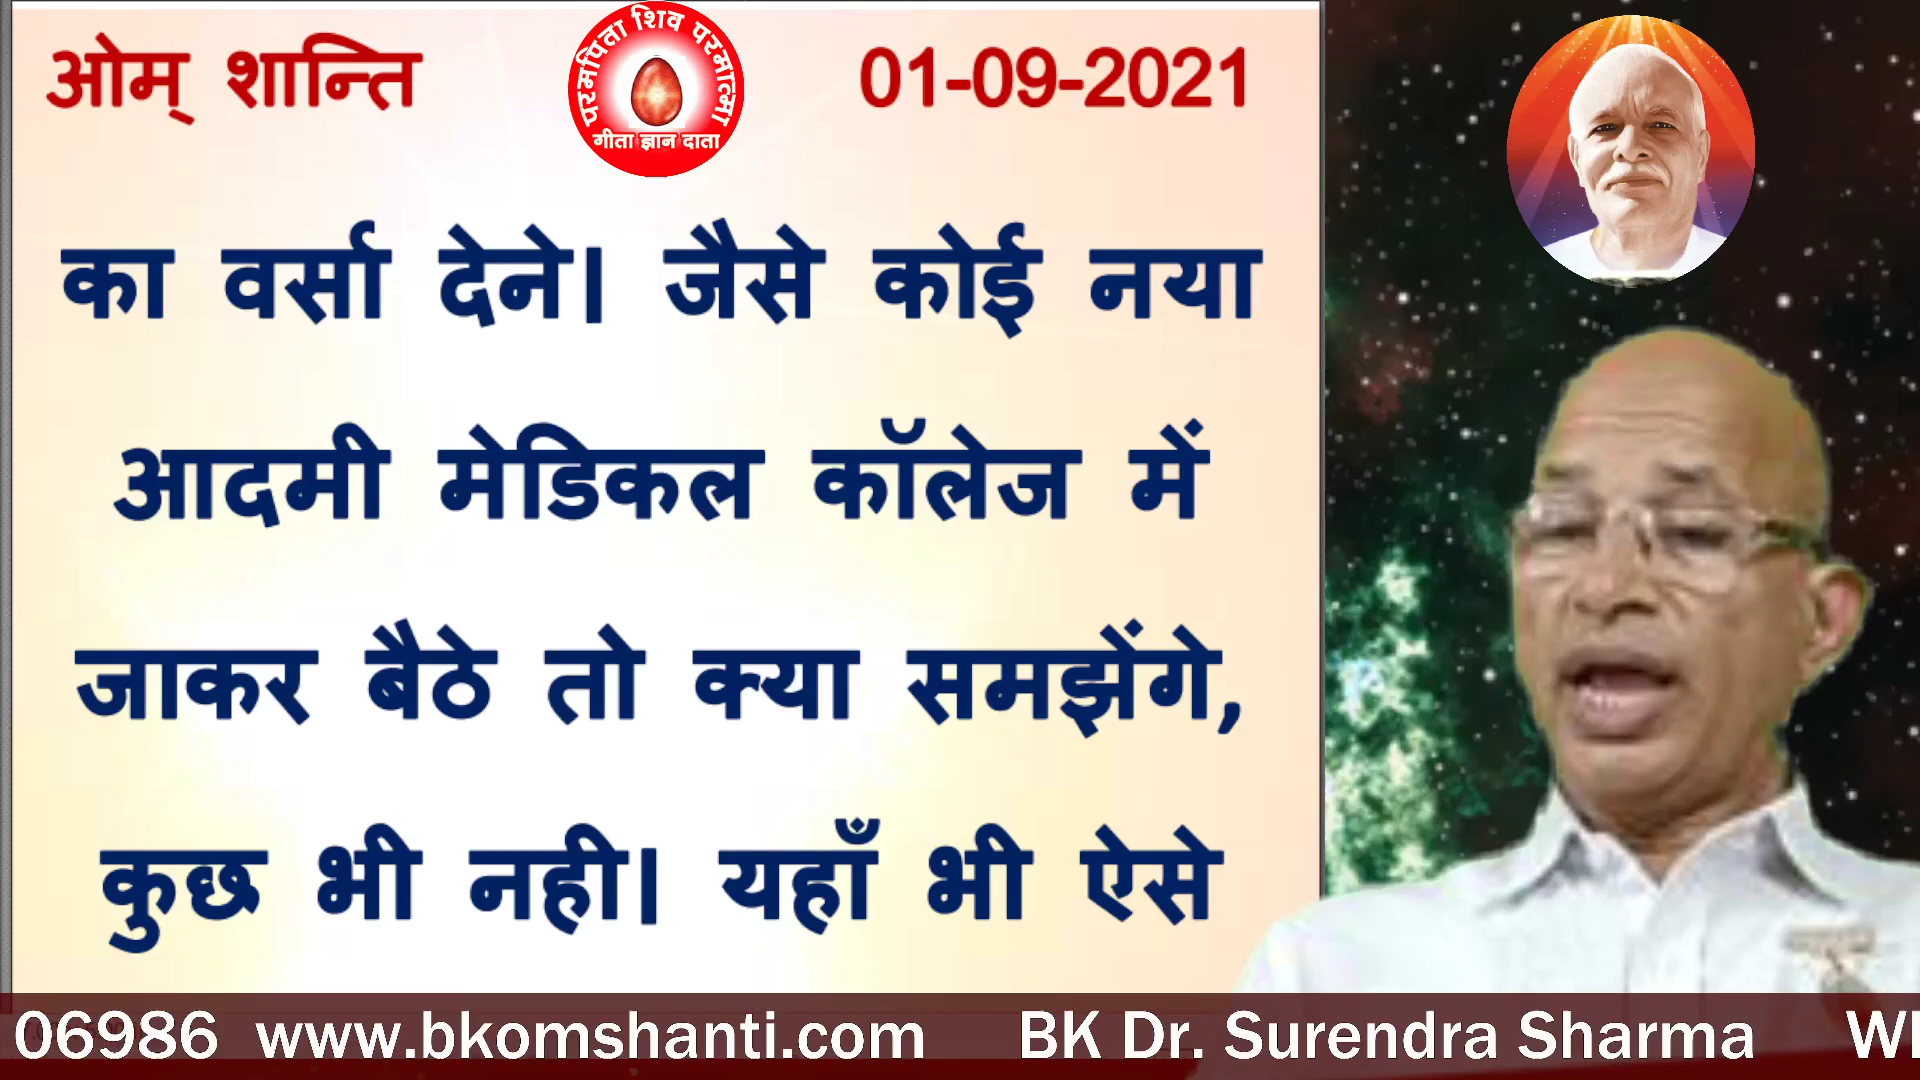 ओम् शान्ति
परमपिता शिव परमात्मा
गीता ज्ञान दाता
01-09-2021
का वर्सा देने। जैसे कोई नया
आदमी मेडिकल कॉलेज में
जाकर बैठे तो क्या समझेंगे,
कुछ भी नही। यहाँ भी ऐसे
06986 www.bkomshanti.com BK Dr. Surendra Sharma